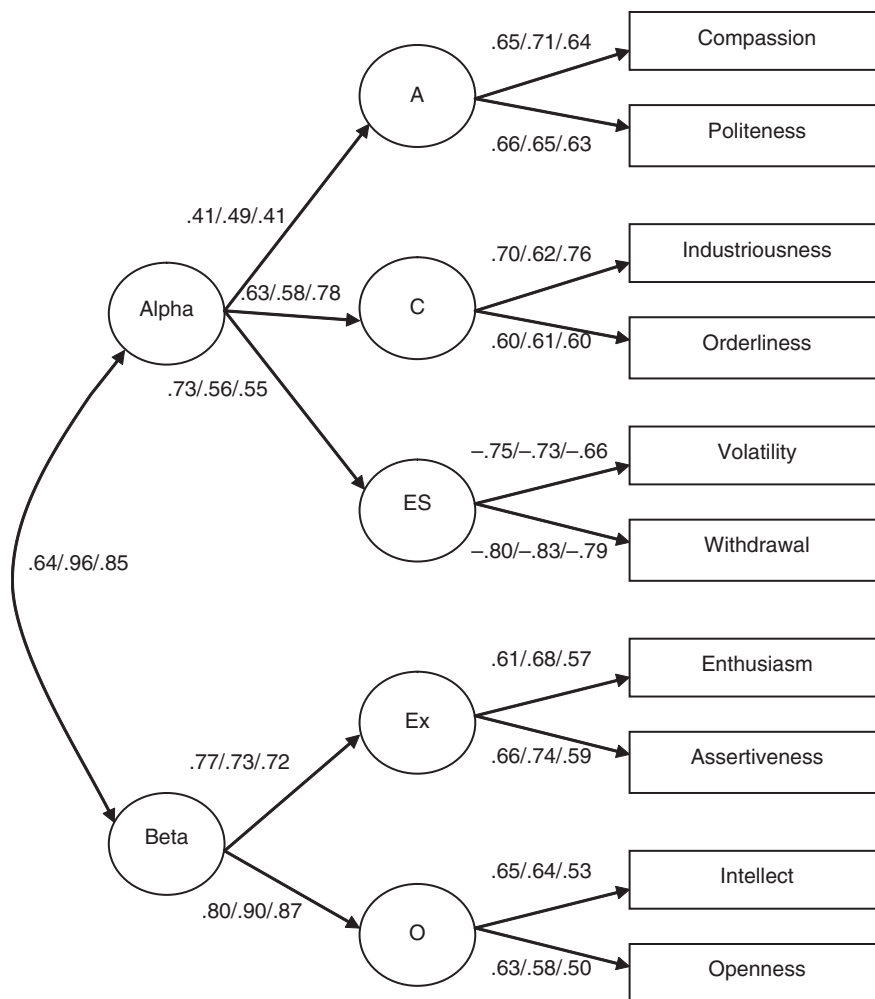 .65/.71/.64
Compassion
A
Politeness
.66/.65/.63
.41/.49/.41
.70/.62/.76
Industriousness
.63/.58/.78
Alpha
C
.60/.61/.60
Orderliness
.73/.56/.55
–.75/–.73/–.66
Volatility
ES
–.80/–.83/–.79
Withdrawal
.64/.96/.85
.61/.68/.57
Enthusiasm
Ex
.77/.73/.72
.66/.74/.59
Assertiveness
Beta
.65/.64/.53
Intellect
.80/.90/.87
O
.63/.58/.50
Openness